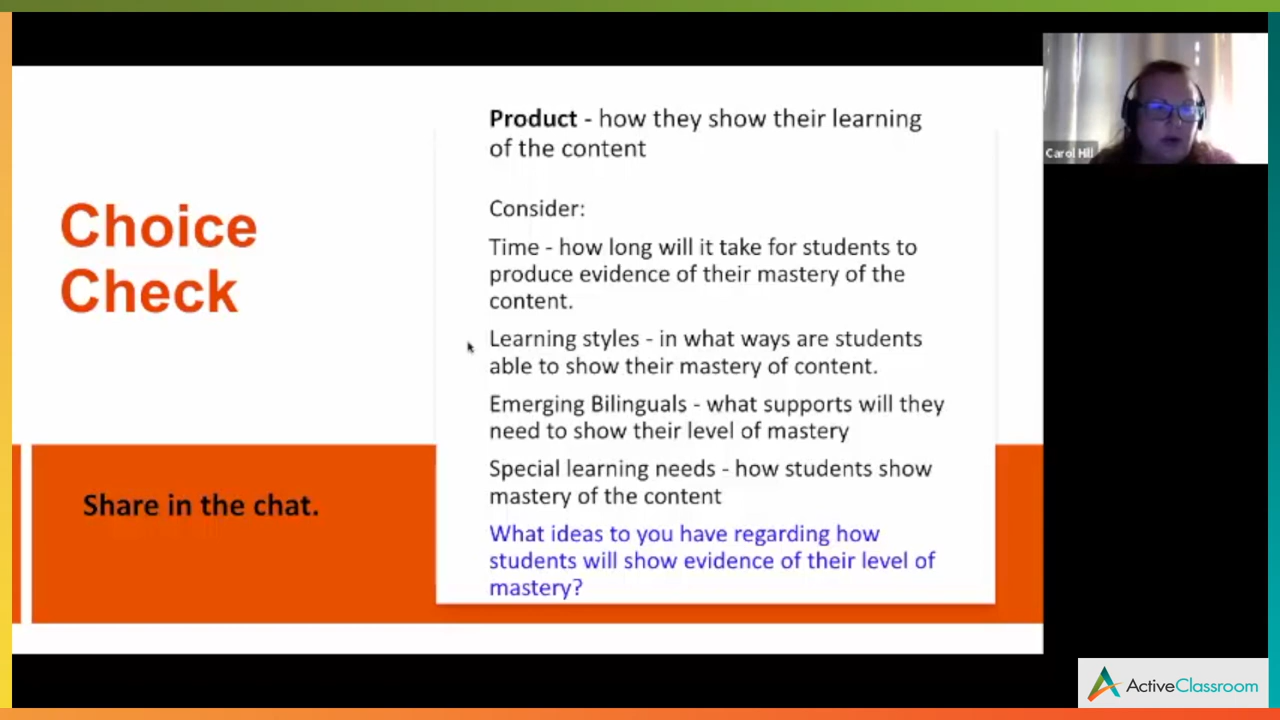 Choice
Check
Share in the chat.
Product - how they show their learning
of the content
Consider:
Time - how long will it take for students to
produce evidence of their mastery of the
content.
Learning styles - in what ways are students
able to show their mastery of content.
Emerging Bilinguals - what supports will they
need to show their level of mastery
Special learning needs - how students show
mastery of the content
What ideas to you have regarding how
students will show evidence of their level of
mastery?
Carol Hill
ActiveClassroom